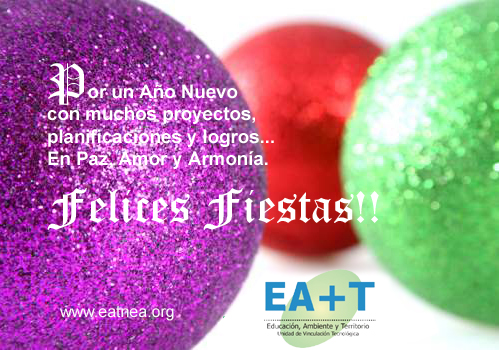 Por un Año Nuevo
con muchos proyectos,
planificaciones y logros...
En Paz, Amor y Armonía.
Felices Fiestas!!
www.eatnea.org
EA+T
Educación, Ambiente y Territorio
Unidad de Vinculación Tecnológica